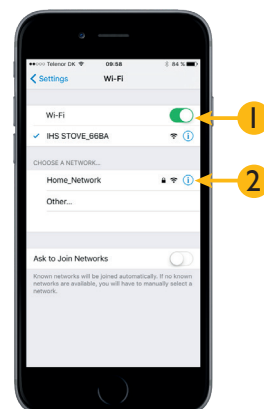 Telenor DK 09:58 84 %
Settings Wi-Fi
Wi-Fi
1
IHS STOVE_66BA
CHOOSE A NETWORK...
Home_Network
2
Other...
Ask to Join Networks
Known networks will be joined automatically. If no known
networks are available, you will have to manually select a
network.